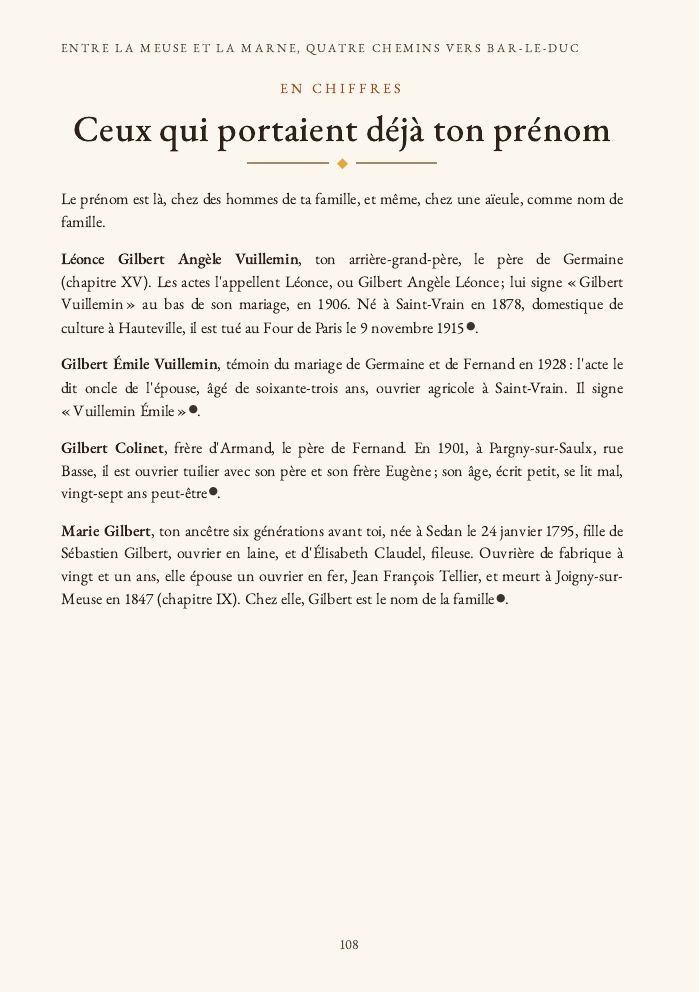 ENTRE LA MEUSE ET LA MARNE, QUATRE CHEMINS VERS BAR-LE-DUC
EN CHIFFRES
Ceux qui portaient déjà ton prénom
Le prénom est là, chez des hommes de ta famille, et même, chez une aïeule, comme nom de
famille.
Léonce Gilbert Angèle Vuillemin, ton arrière-grand-père, le père de Germaine
(chapitre XV). Les actes l'appellent Léonce, ou Gilbert Angèle Léonce ; lui signe « Gilbert
Vuillemin » au bas de son mariage, en 1906. Né à Saint-Vrain en 1878, domestique de
culture à Hauteville, il est tué au Four de Paris le 9 novembre 1915●.
Gilbert Émile Vuillemin, témoin du mariage de Germaine et de Fernand en 1928 : l'acte le
dit oncle de l'épouse, âgé de soixante-trois ans, ouvrier agricole à Saint-Vrain. Il signe
« Vuillemin Émile »●.
Gilbert Colinet, frère d'Armand, le père de Fernand. En 1901, à Pargny-sur-Saulx, rue
Basse, il est ouvrier tuilier avec son père et son frère Eugène ; son âge, écrit petit, se lit mal,
vingt-sept ans peut-être●.
Marie Gilbert, ton ancêtre six générations avant toi, née à Sedan le 24 janvier 1795, fille de
Sébastien Gilbert, ouvrier en laine, et d'Élisabeth Claudel, fileuse. Ouvrière de fabrique à
vingt et un ans, elle épouse un ouvrier en fer, Jean François Tellier, et meurt à Joigny-sur-
Meuse en 1847 (chapitre IX). Chez elle, Gilbert est le nom de la famille●.
108